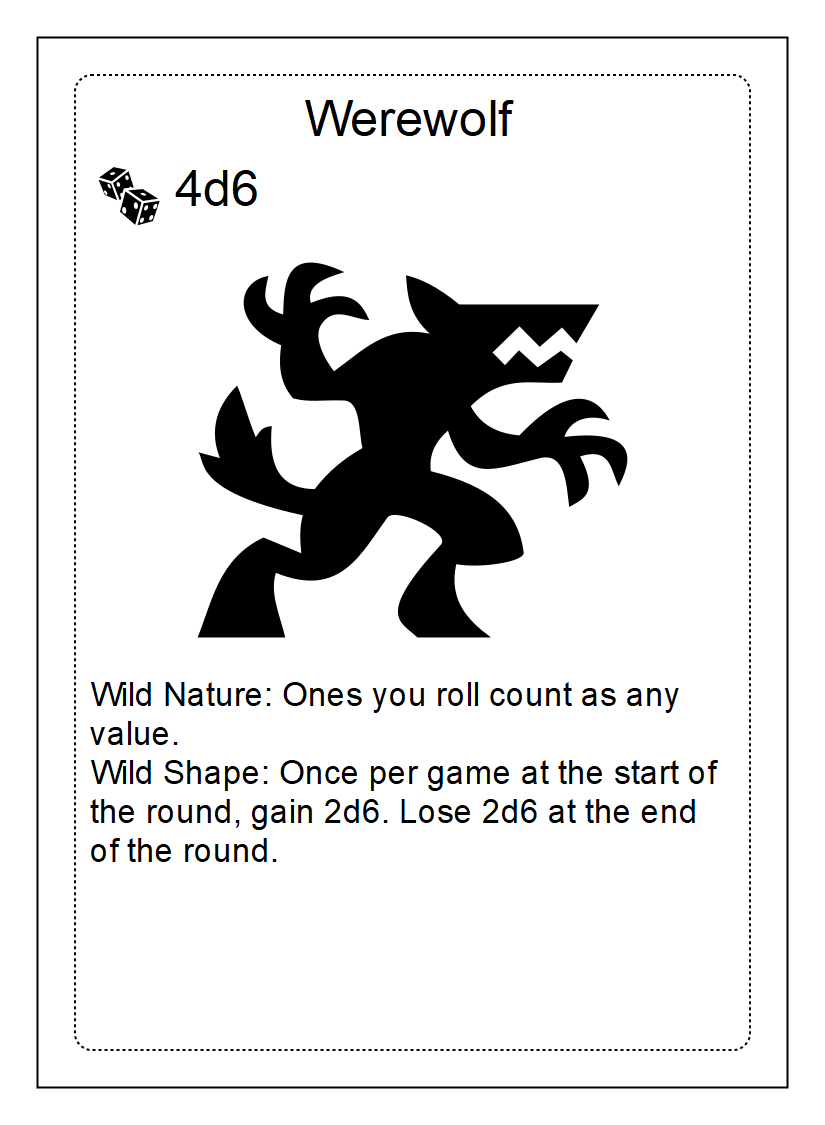 Werewolf
4d6
Wild Nature: Ones you roll count as any
value.
Wild Shape: Once per game at the start of
the round, gain 2d6. Lose 2d6 at the end
of the round.